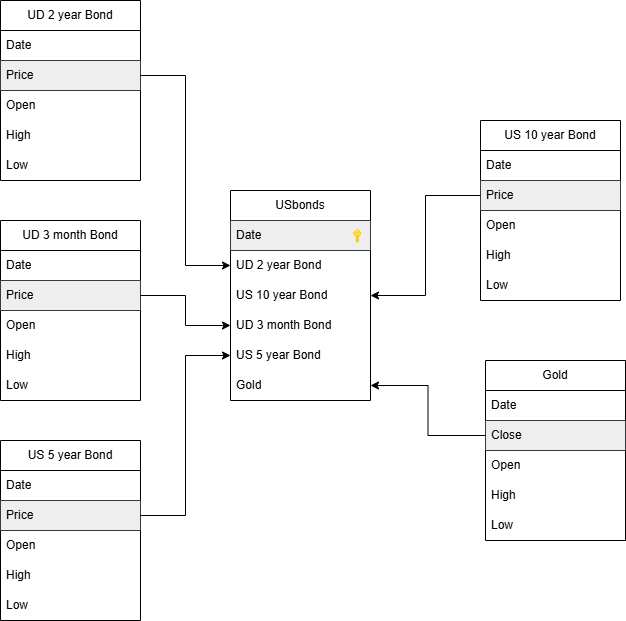 UD 2 year Bond
Date
Price
Open
High
Low
UD 3 month Bond
Date
Price
Open
High
Low
US 5 year Bond
Date
Price
Open
High
Low
USbonds
Date
UD 2 year Bond
US 10 year Bond
UD 3 month Bond
US 5 year Bond
Gold
US 10 year Bond
Date
Price
Open
High
Low
Gold
Date
Close
Open
High
Low